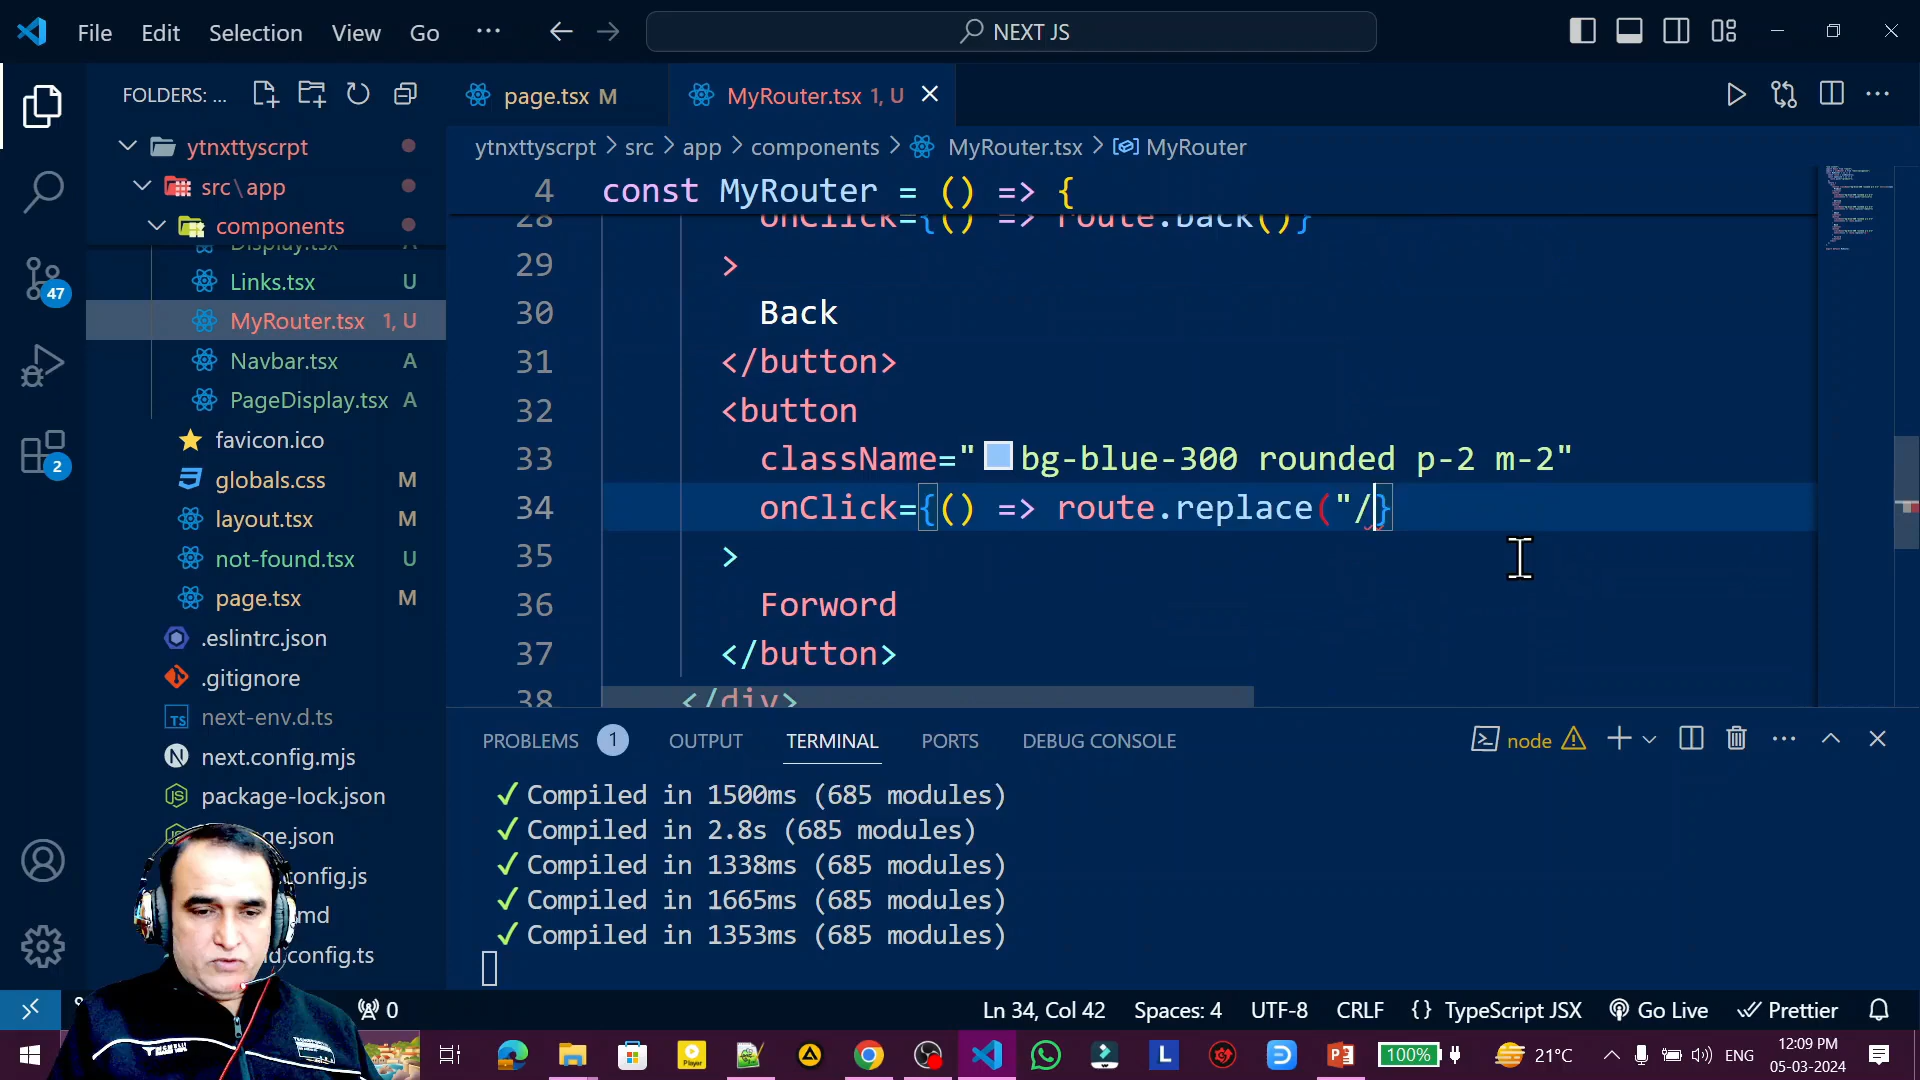 File Edit Selection View Go ··· NEXT JS
FOLDERS: ...
page.tsx M
MyRouter.tsx 1, U
ytnxttyscrpt > src > app > components > MyRouter.tsx > MyRouter
ytnxttyscrpt
src\app
components
Display.tsx A
Links.tsx U
MyRouter.tsx 1, U
Navbar.tsx A
PageDisplay.tsx A
favicon.ico
globals.css M
layout.tsx M
not-found.tsx U
page.tsx M
.eslintrc.json
.gitignore
next-env.d.ts
next.config.mjs
package-lock.json
ge.json
onfig.js
md
d.config.ts
47
2
4 const MyRouter = () => {
28 onClick={() => route.back()}
29 >
30 Back
31 </button>
32 <button
33 className="bg-blue-300 rounded p-2 m-2"
34 onClick={() => route.replace("/}
35 >
36 Forword
37 </button>
38 </div>
PROBLEMS 1 OUTPUT TERMINAL PORTS DEBUG CONSOLE
node
✓ Compiled in 1500ms (685 modules)
✓ Compiled in 2.8s (685 modules)
✓ Compiled in 1338ms (685 modules)
✓ Compiled in 1665ms (685 modules)
✓ Compiled in 1353ms (685 modules)
0 Ln 34, Col 42 Spaces: 4 UTF-8 CRLF {} TypeScript JSX Go Live Prettier
Player
L
100%
21°C
ENG
12:09 PM
05-03-2024